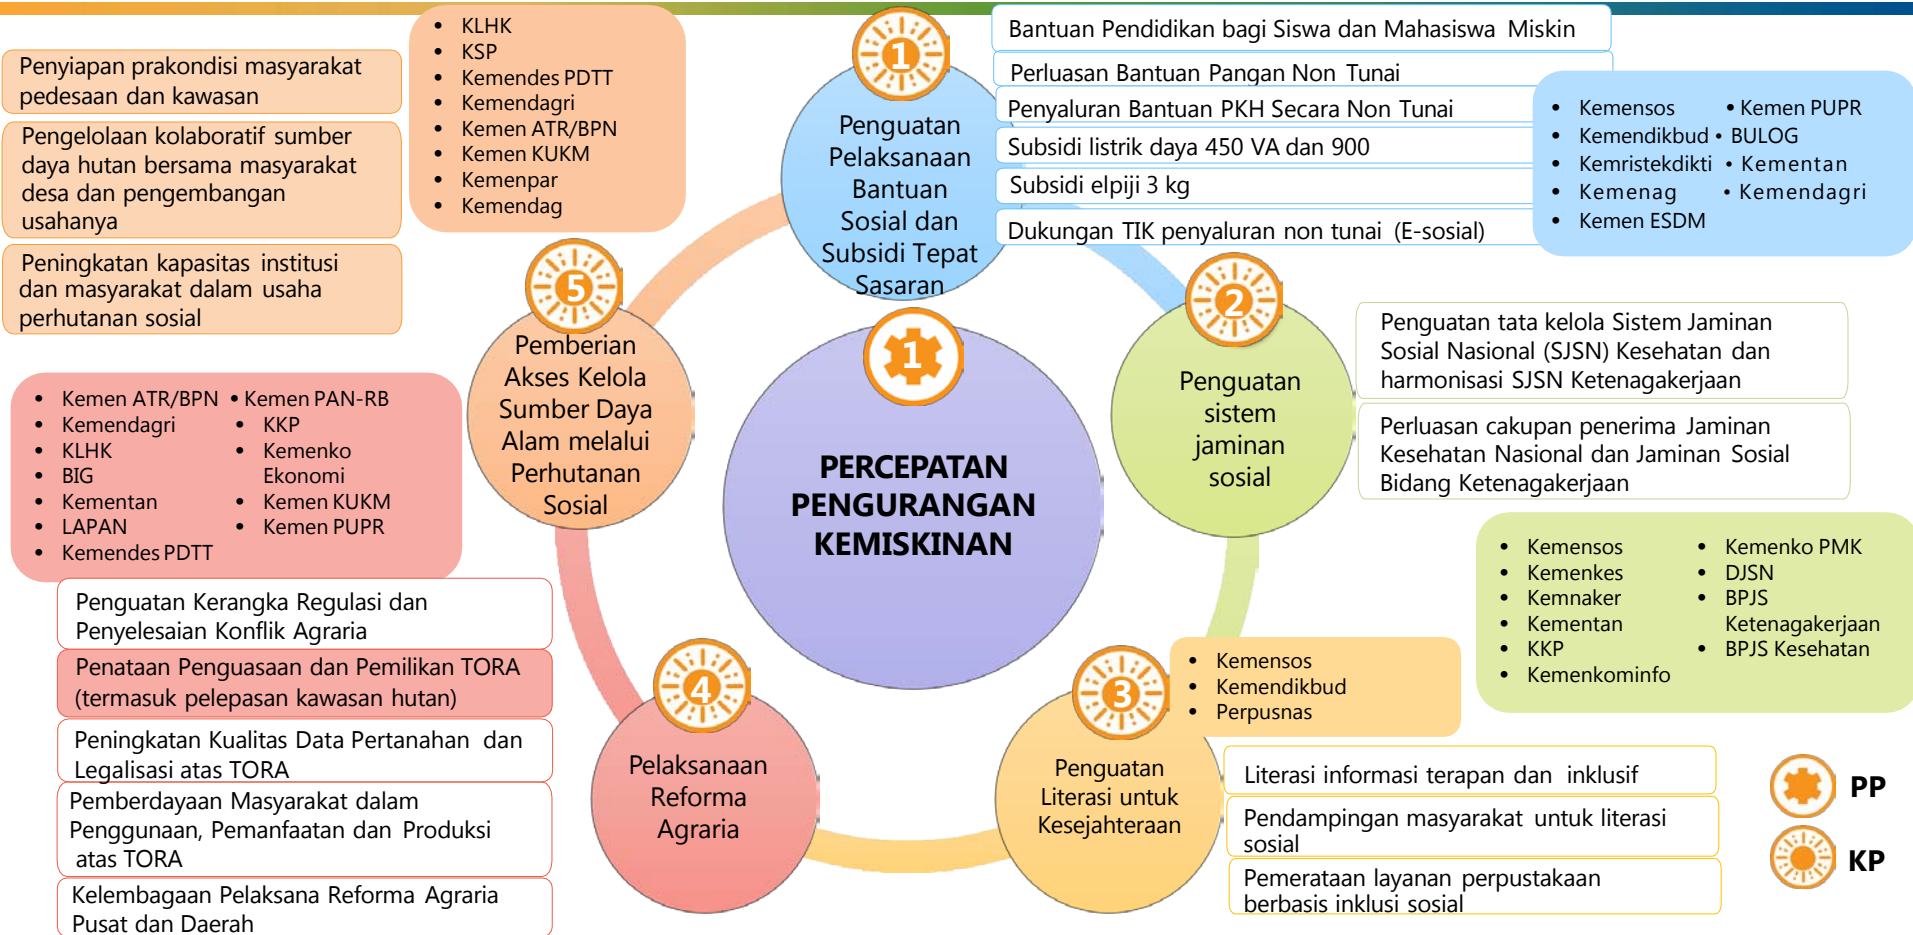 1
Penguatan
Pelaksanaan
Bantuan
Sosial dan
Subsidi Tepat
Sasaran
Bantuan Pendidikan bagi Siswa dan Mahasiswa Miskin
Perluasan Bantuan Pangan Non Tunai
Penyaluran Bantuan PKH Secara Non Tunai
Subsidi listrik daya 450 VA dan 900
Subsidi elpiji 3 kg
Dukungan TIK penyaluran non tunai (E-sosial)
• Kemensos • Kemen PUPR
• Kemendikbud • BULOG
• Kemristekdikti • Kementan
• Kemenag • Kemendagri
• Kemen ESDM
2
Penguatan
sistem
jaminan
sosial
Penguatan tata kelola Sistem Jaminan
Sosial Nasional (SJSN) Kesehatan dan
harmonisasi SJSN Ketenagakerjaan
Perluasan cakupan penerima Jaminan
Kesehatan Nasional dan Jaminan Sosial
Bidang Ketenagakerjaan
• Kemensos
• Kemenkes
• Kemnaker
• Kementan
• KKP
• Kemenkominfo
• Kemenko PMK
• DJSN
• BPJS
Ketenagakerjaan
• BPJS Kesehatan
3
Penguatan
Literasi untuk
Kesejahteraan
• Kemensos
• Kemendikbud
• Perpusnas
Literasi informasi terapan dan inklusif
Pendampingan masyarakat untuk literasi
sosial
Pemerataan layanan perpustakaan
berbasis inklusi sosial
4
Pelaksanaan
Reforma
Agraria
• Kemen ATR/BPN
• Kemendagri
• KLHK
• BIG
• Kementan
• LAPAN
• Kemendes PDTT
• Kemen PAN-RB
• KKP
• Kemenko
Ekonomi
• Kemen KUKM
• Kemen PUPR
Penguatan Kerangka Regulasi dan
Penyelesaian Konflik Agraria
Penataan Penguasaan dan Pemilikan TORA
(termasuk pelepasan kawasan hutan)
Peningkatan Kualitas Data Pertanahan dan
Legalisasi atas TORA
Pemberdayaan Masyarakat dalam
Penggunaan, Pemanfaatan dan Produksi
atas TORA
Kelembagaan Pelaksana Reforma Agraria
Pusat dan Daerah
5
Pemberian
Akses Kelola
Sumber Daya
Alam melalui
Perhutanan
Sosial
Penyiapan prakondisi masyarakat
pedesaan dan kawasan
Pengelolaan kolaboratif sumber
daya hutan bersama masyarakat
desa dan pengembangan
usahanya
Peningkatan kapasitas institusi
dan masyarakat dalam usaha
perhutanan sosial
• KLHK
• KSP
• Kemendes PDTT
• Kemendagri
• Kemen ATR/BPN
• Kemen KUKM
• Kemenpar
• Kemendag
1
PERCEPATAN
PENGURANGAN
KEMISKINAN
PP
KP